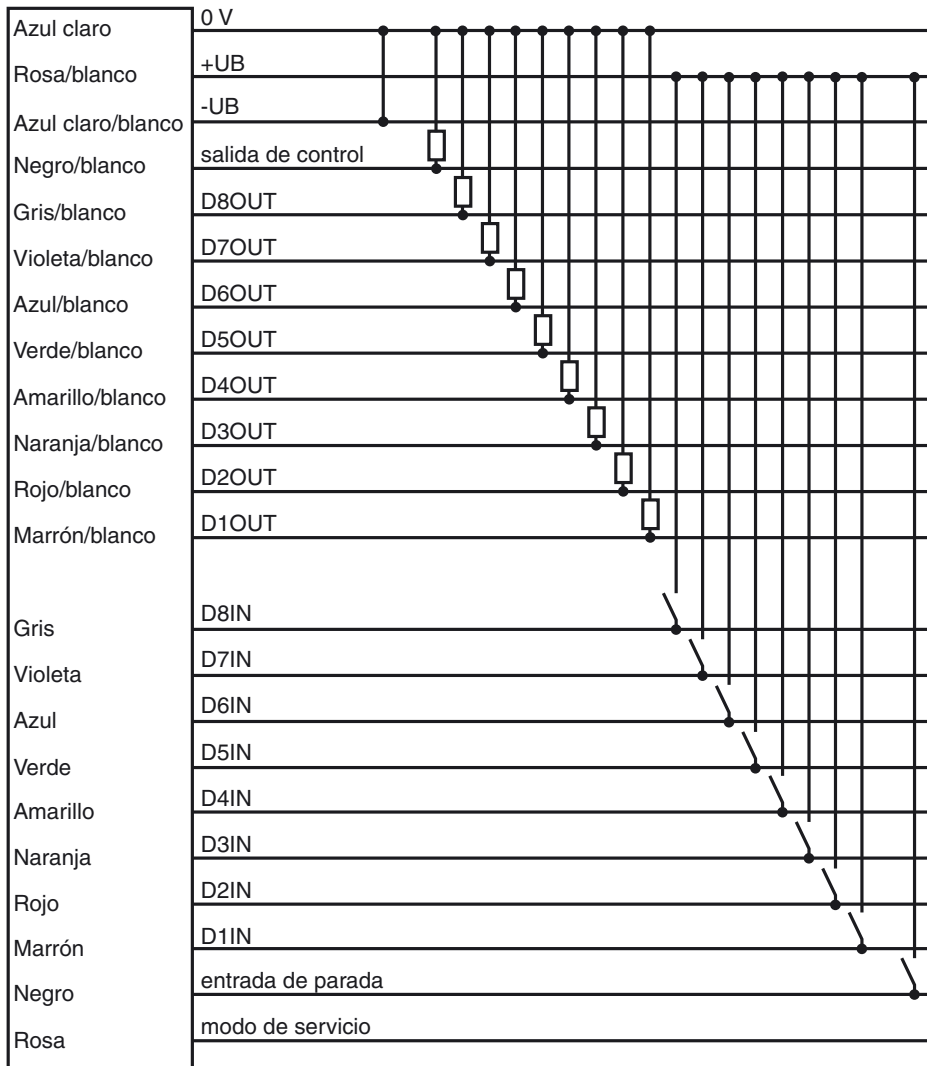 Azul claro 0 V
Rosa/blanco +UB
Azul claro/blanco -UB
Negro/blanco salida de control
Gris/blanco D8OUT
Violeta/blanco D7OUT
Azul/blanco D6OUT
Verde/blanco D5OUT
Amarillo/blanco D4OUT
Naranja/blanco D3OUT
Rojo/blanco D2OUT
Marrón/blanco D1OUT
Gris D8IN
Violeta D7IN
Azul D6IN
Verde D5IN
Amarillo D4IN
Naranja D3IN
Rojo D2IN
Marrón D1IN
Negro entrada de parada
Rosa modo de servicio